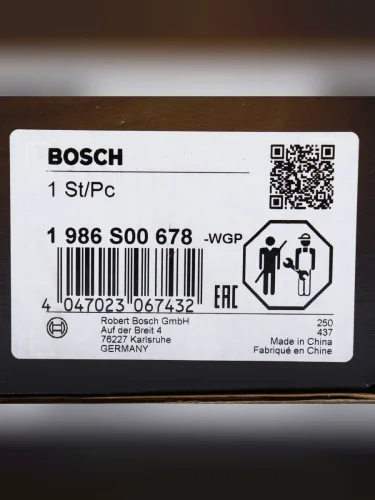 BOSCH
1 St/Pc
1 986 S00 678 -WGP
4 047023 067432
EAC
Robert Bosch GmbH
Auf der Breit 4
76227 Karlsruhe
GERMANY
250
437
Made in China
Fabriqué en Chine